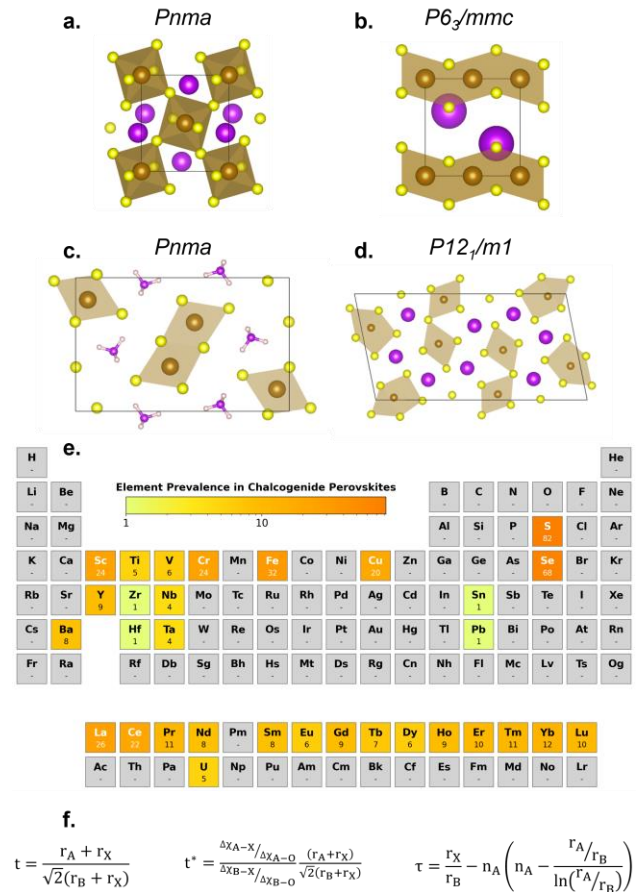 a. Pnma
b. P6₃/mmc
c. Pnma
d. P12₁/m1
e.
H - He -
Element Prevalence in Chalcogenide Perovskites
1 10
Li - Be - B - C - N - O - F - Ne -
Na - Mg - Al - Si - P - S 82 Cl - Ar -
K - Ca - Sc 24 Ti 5 V 6 Cr 24 Mn - Fe 32 Co - Ni - Cu 20 Zn - Ga - Ge - As - Se 68 Br - Kr -
Rb - Sr - Y 9 Zr 1 Nb 4 Mo - Tc - Ru - Rh - Pd - Ag - Cd - In - Sn 1 Sb - Te - I - Xe -
Cs - Ba 8 Hf 1 Ta 4 W - Re - Os - Ir - Pt - Au - Hg - Tl - Pb 1 Bi - Po - At - Rn -
Fr - Ra - Rf - Db - Sg - Bh - Hs - Mt - Ds - Rg - Cn - Nh - Fl - Mc - Lv - Ts - Og -
La 26 Ce 22 Pr 11 Nd 8 Pm - Sm 8 Eu 6 Gd 9 Tb 7 Dy 6 Ho 9 Er 10 Tm 11 Yb 12 Lu 10
Ac - Th - Pa - U 5 Np - Pu - Am - Cm - Bk - Cf - Es - Fm - Md - No - Lr -
f.
t = (r_A + r_X) / (√2(r_B + r_X))
t* = (Δχ_A−X/Δχ_A−O) / (Δχ_B−X/Δχ_B−O) (r_A+r_X) / (√2(r_B+r_X))
τ = r_X/r_B − n_A (n_A − (r_A/r_B) / ln(r_A/r_B))